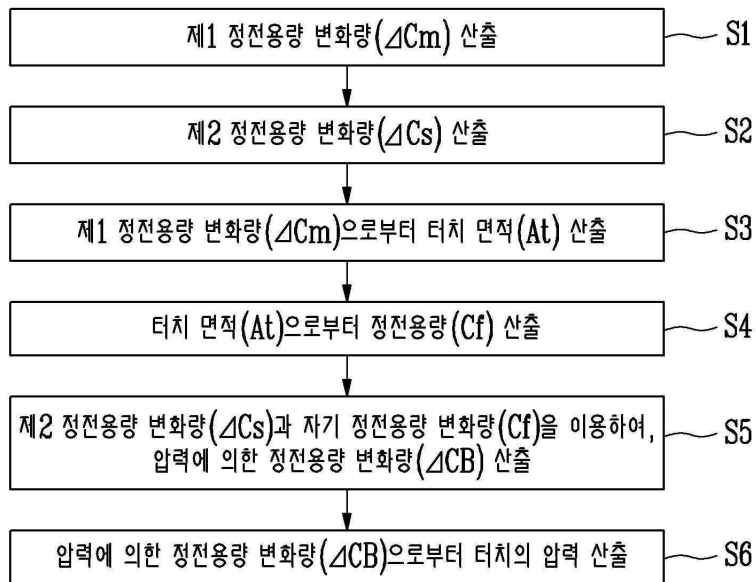 제1 정전용량 변화량(⊿Cm) 산출
S1
제2 정전용량 변화량(⊿Cs) 산출
S2
제1 정전용량 변화량(⊿Cm)으로부터 터치 면적(At) 산출
S3
터치 면적(At)으로부터 정전용량(Cf) 산출
S4
제2 정전용량 변화량(⊿Cs)과 자기 정전용량 변화량(Cf)을 이용하여,
압력에 의한 정전용량 변화량(⊿CB) 산출
S5
압력에 의한 정전용량 변화량(⊿CB)으로부터 터치의 압력 산출
S6